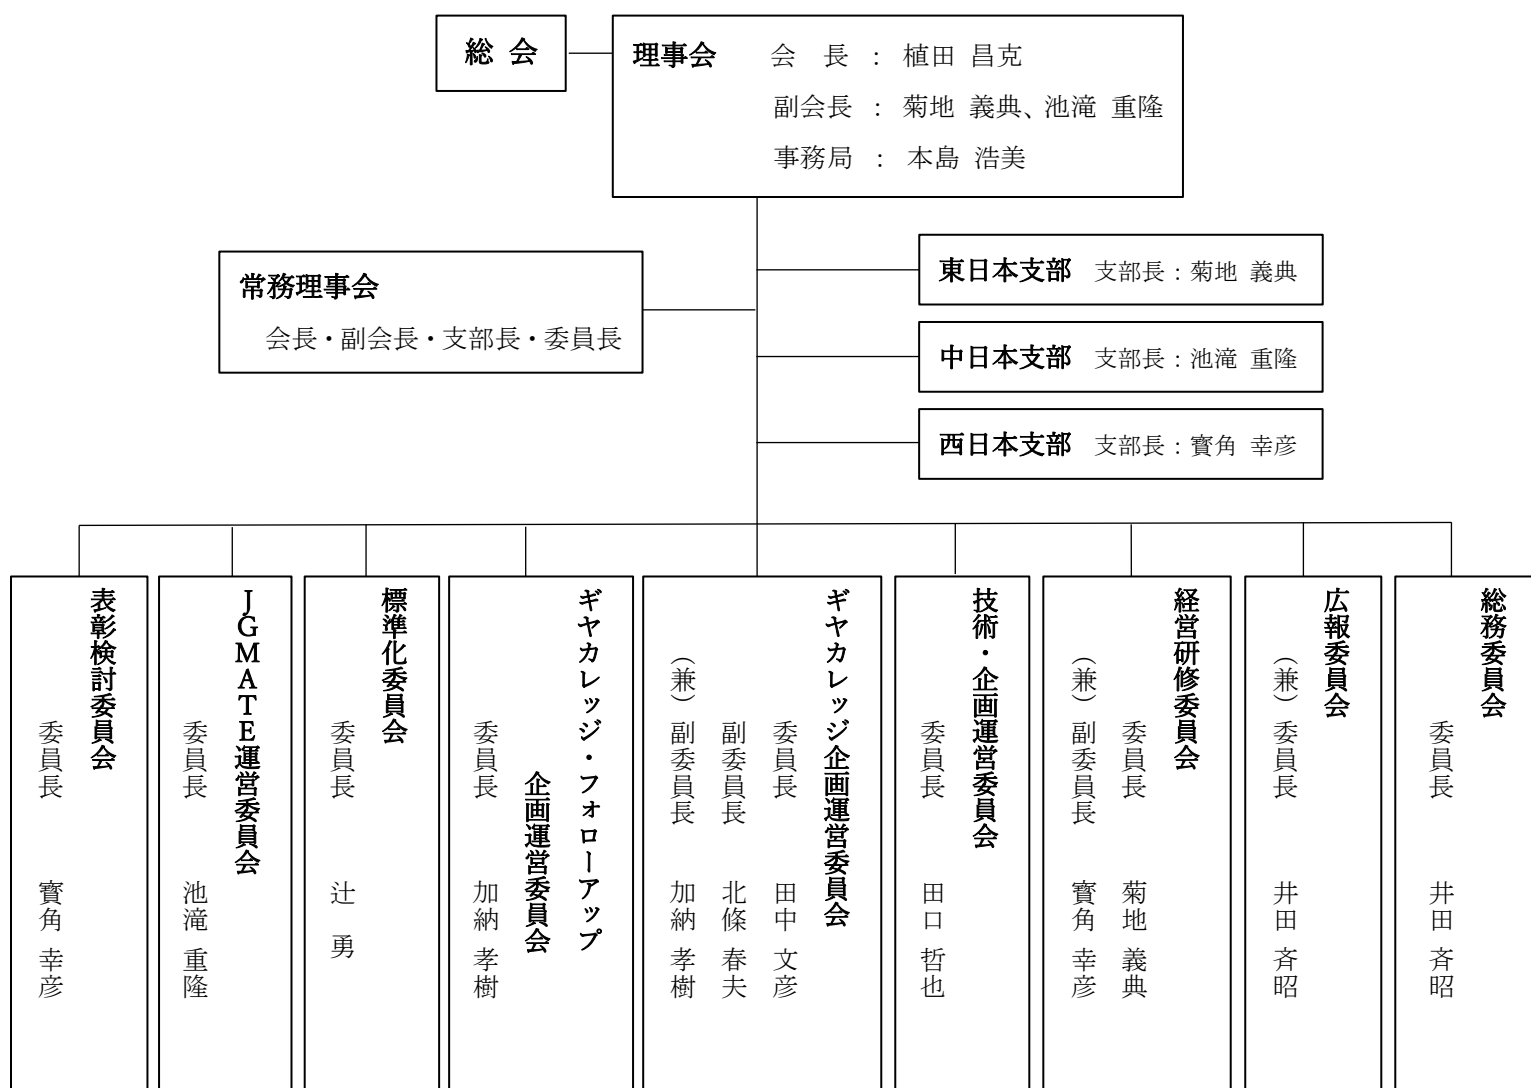 総 会
理事会 会 長 : 植田 昌克
副会長 : 菊地 義典、池滝 重隆
事務局 : 本島 浩美
常務理事会
会長・副会長・支部長・委員長
東日本支部 支部長:菊地 義典
中日本支部 支部長:池滝 重隆
西日本支部 支部長:寳角 幸彦
総務委員会
委員長 井田 斉昭
広報委員会
(兼)委員長 井田 斉昭
経営研修委員会
委員長 菊地 義典
(兼)副委員長 寳角 幸彦
技術・企画運営委員会
委員長 田口 哲也
ギヤカレッジ企画運営委員会
委員長 田中 文彦
副委員長 北條 春夫
(兼)副委員長 加納 孝樹
ギヤカレッジ・フォローアップ
企画運営委員会
委員長 加納 孝樹
標準化委員会
委員長 辻 勇
JGMATE運営委員会
委員長 池滝 重隆
表彰検討委員会
委員長 寳角 幸彦